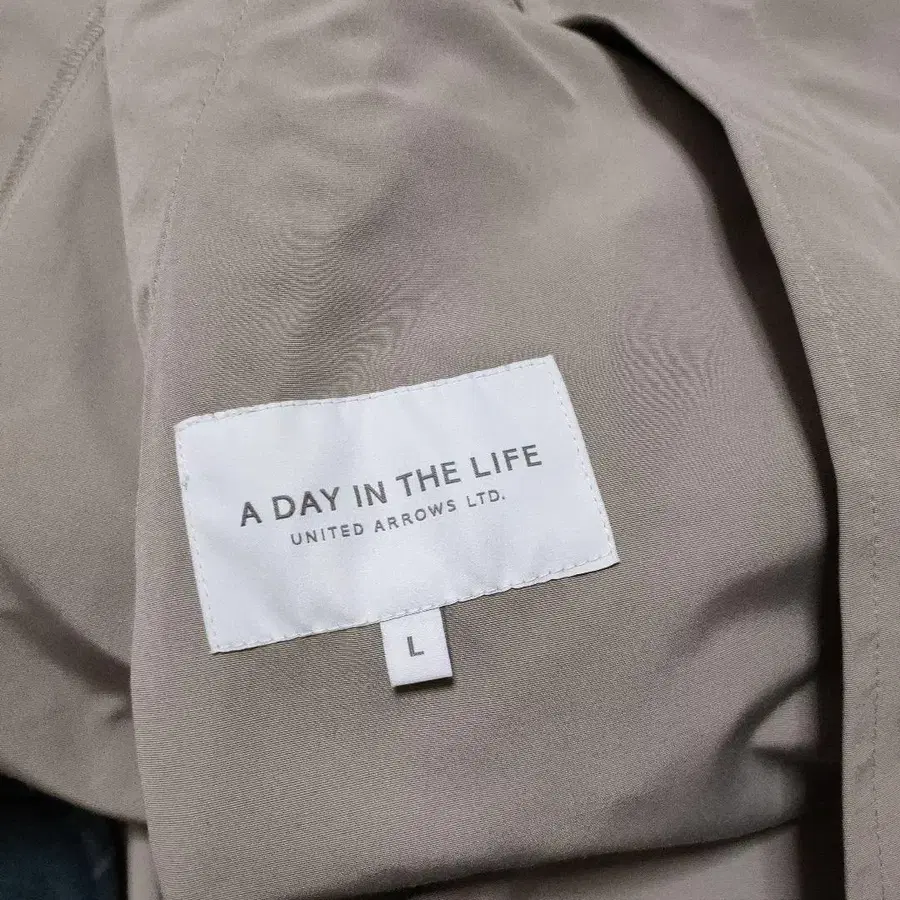 A DAY IN THE LIFE
UNITED ARROWS LTD.
L